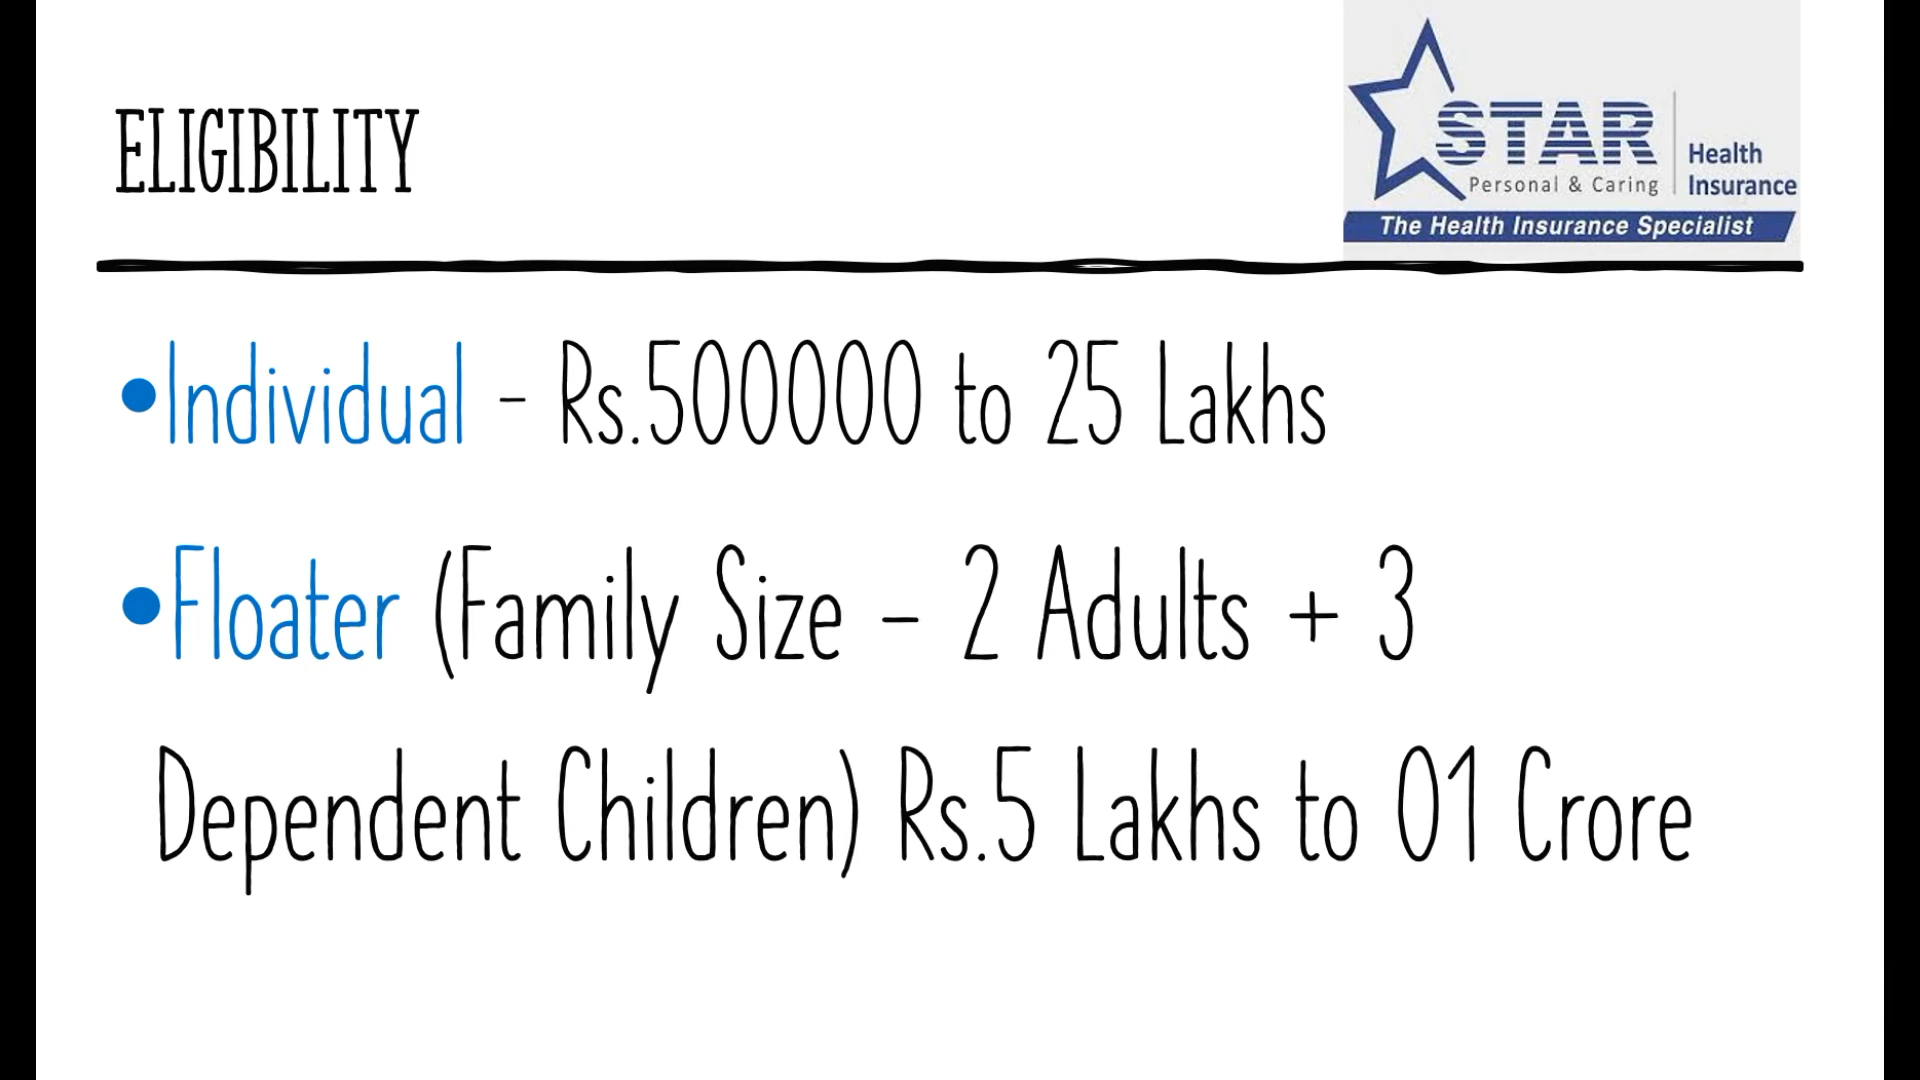 ELIGIBILITY
STAR
Health
Insurance
Personal & Caring
The Health Insurance Specialist
•Individual - Rs.500000 to 25 Lakhs
•Floater (Family Size – 2 Adults + 3
Dependent Children) Rs.5 Lakhs to 01 Crore